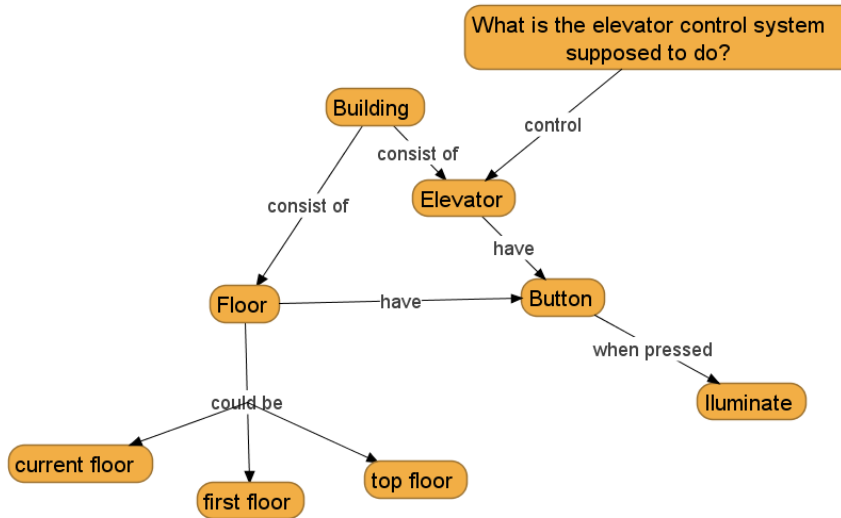 What is the elevator control system
supposed to do?
Building
control
consist of
Elevator
consist of
have
Floor
have
Button
when pressed
Iluminate
could be
current floor
top floor
first floor